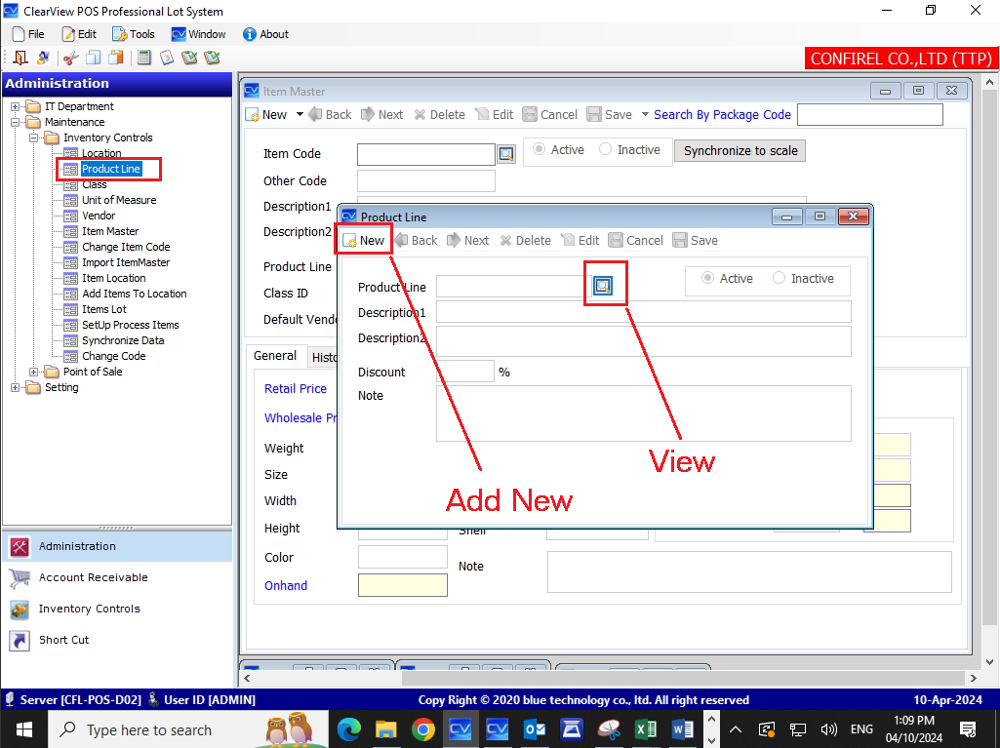 ClearView POS Professional Lot System
File Edit Tools Window About
CONFIREL CO.,LTD (TTP)
Administration
IT Department
Maintenance
Inventory Controls
Location
Product Line
Class
Unit of Measure
Vendor
Item Master
Change Item Code
Import ItemMaster
Item Location
Add Items To Location
Items Lot
SetUp Process Items
Synchronize Data
Change Code
Point of Sale
Setting
Administration
Account Receivable
Inventory Controls
Short Cut
Item Master
New Back Next Delete Edit Cancel Save Search By Package Code
Item Code Active Inactive Synchronize to scale
Other Code
Description1
Description2
Product Line
Class ID
Default Vendo
General Histo
Retail Price
Wholesale Pr
Weight
Size
Width
Height Shelf
Color
Note
Onhand
Product Line
New Back Next Delete Edit Cancel Save
Product Line Active Inactive
Description1
Description2
Discount %
Note
View
Add New
Server [CFL-POS-D02] User ID [ADMIN] Copy Right © 2020 blue technology co., ltd. All right reserved 10-Apr-2024
Type here to search
ENG
1:09 PM
04/10/2024